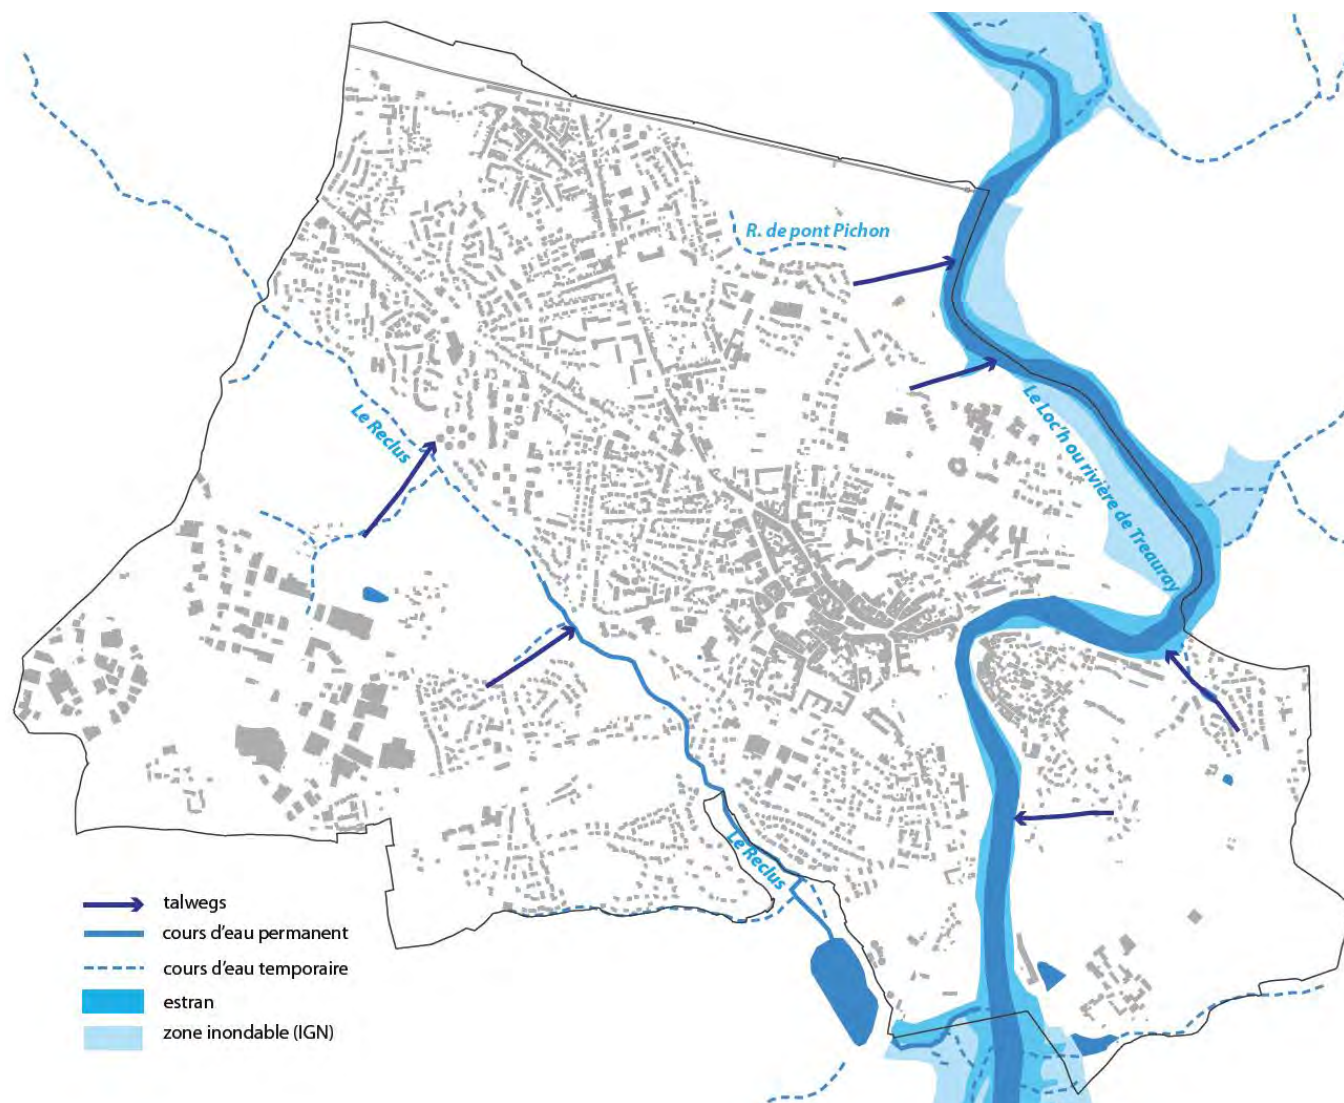 R. de pont Pichon
Le Reclus
Le Loc'h ou rivière de Treauray
Le Reclus
talwegs
cours d'eau permanent
cours d'eau temporaire
estran
zone inondable (IGN)